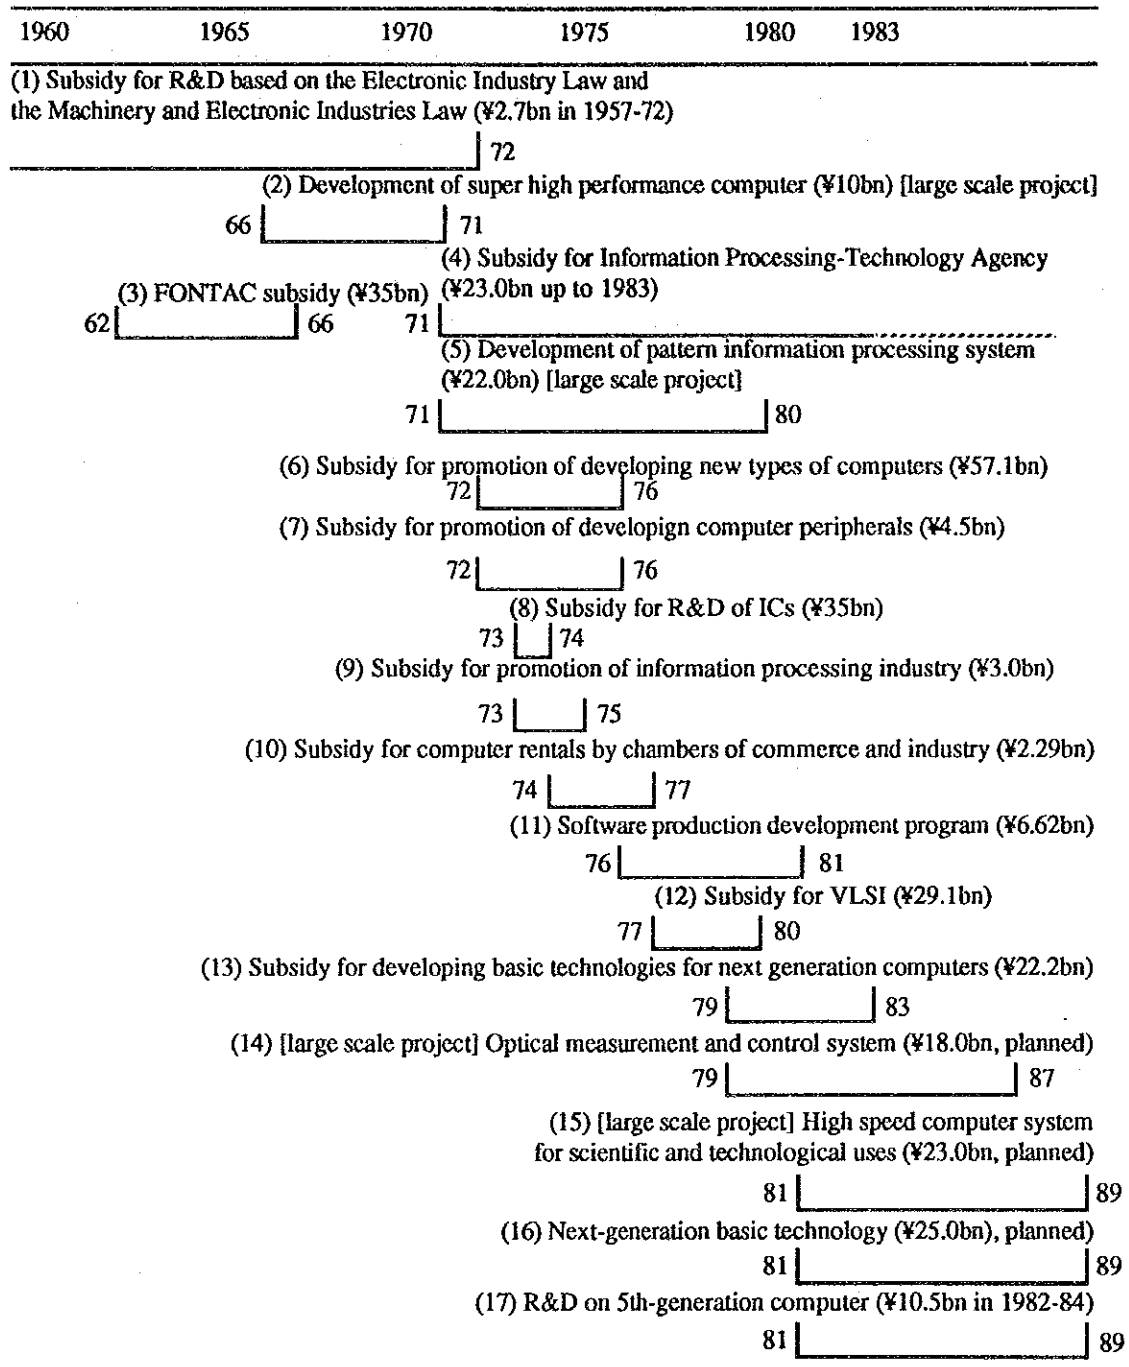 1960 1965 1970 1975 1980 1983
(1) Subsidy for R&D based on the Electronic Industry Law and
the Machinery and Electronic Industries Law (¥2.7bn in 1957-72)
72
(2) Development of super high performance computer (¥10bn) [large scale project]
66 71
(4) Subsidy for Information Processing-Technology Agency
(3) FONTAC subsidy (¥35bn) (¥23.0bn up to 1983)
62 66 71
(5) Development of pattern information processing system
(¥22.0bn) [large scale project]
71 80
(6) Subsidy for promotion of developing new types of computers (¥57.1bn)
72 76
(7) Subsidy for promotion of developign computer peripherals (¥4.5bn)
72 76
(8) Subsidy for R&D of ICs (¥35bn)
73 74
(9) Subsidy for promotion of information processing industry (¥3.0bn)
73 75
(10) Subsidy for computer rentals by chambers of commerce and industry (¥2.29bn)
74 77
(11) Software production development program (¥6.62bn)
76 81
(12) Subsidy for VLSI (¥29.1bn)
77 80
(13) Subsidy for developing basic technologies for next generation computers (¥22.2bn)
79 83
(14) [large scale project] Optical measurement and control system (¥18.0bn, planned)
79 87
(15) [large scale project] High speed computer system
for scientific and technological uses (¥23.0bn, planned)
81 89
(16) Next-generation basic technology (¥25.0bn), planned)
81 89
(17) R&D on 5th-generation computer (¥10.5bn in 1982-84)
81 89